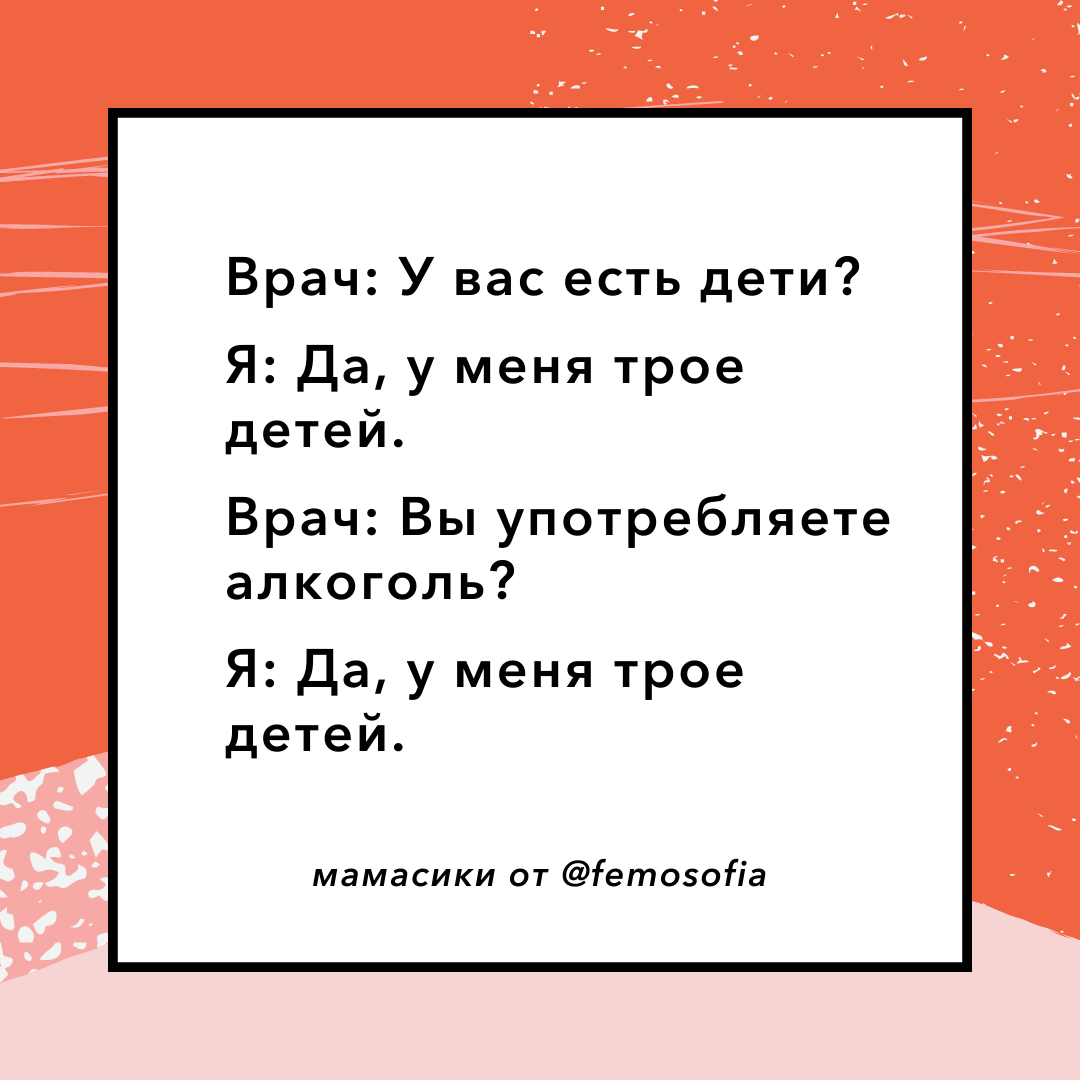 Врач: У вас есть дети?
Я: Да, у меня трое
детей.
Врач: Вы употребляете
алкоголь?
Я: Да, у меня трое
детей.
мамасики от @femosofia